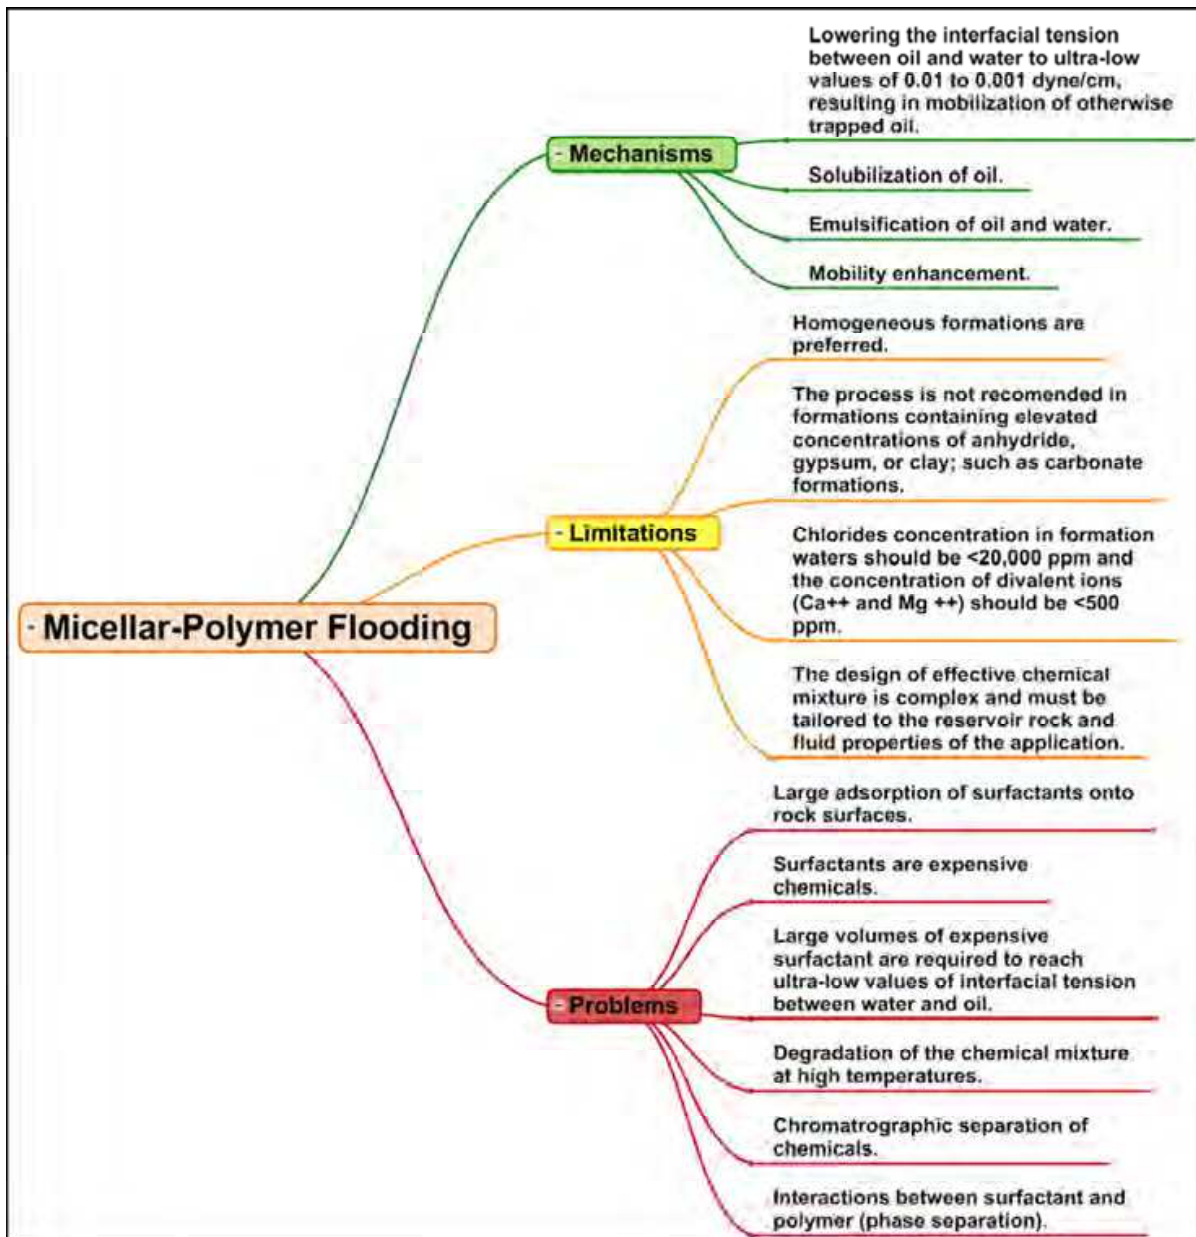 Lowering the interfacial tension
between oil and water to ultra-low
values of 0.01 to 0.001 dyne/cm,
resulting in mobilization of otherwise
trapped oil.
- Mechanisms
Solubilization of oil.
Emulsification of oil and water.
Mobility enhancement.
Homogeneous formations are
preferred.
The process is not recomended in
formations containing elevated
concentrations of anhydride,
gypsum, or clay; such as carbonate
formations.
- Limitations
Chlorides concentration in formation
waters should be <20,000 ppm and
the concentration of divalent ions
(Ca++ and Mg ++) should be <500
ppm.
- Micellar-Polymer Flooding
The design of effective chemical
mixture is complex and must be
tailored to the reservoir rock and
fluid properties of the application.
Large adsorption of surfactants onto
rock surfaces.
Surfactants are expensive
chemicals.
Large volumes of expensive
surfactant are required to reach
ultra-low values of interfacial tension
between water and oil.
- Problems
Degradation of the chemical mixture
at high temperatures.
Chromatrographic separation of
chemicals.
Interactions between surfactant and
polymer (phase separation).